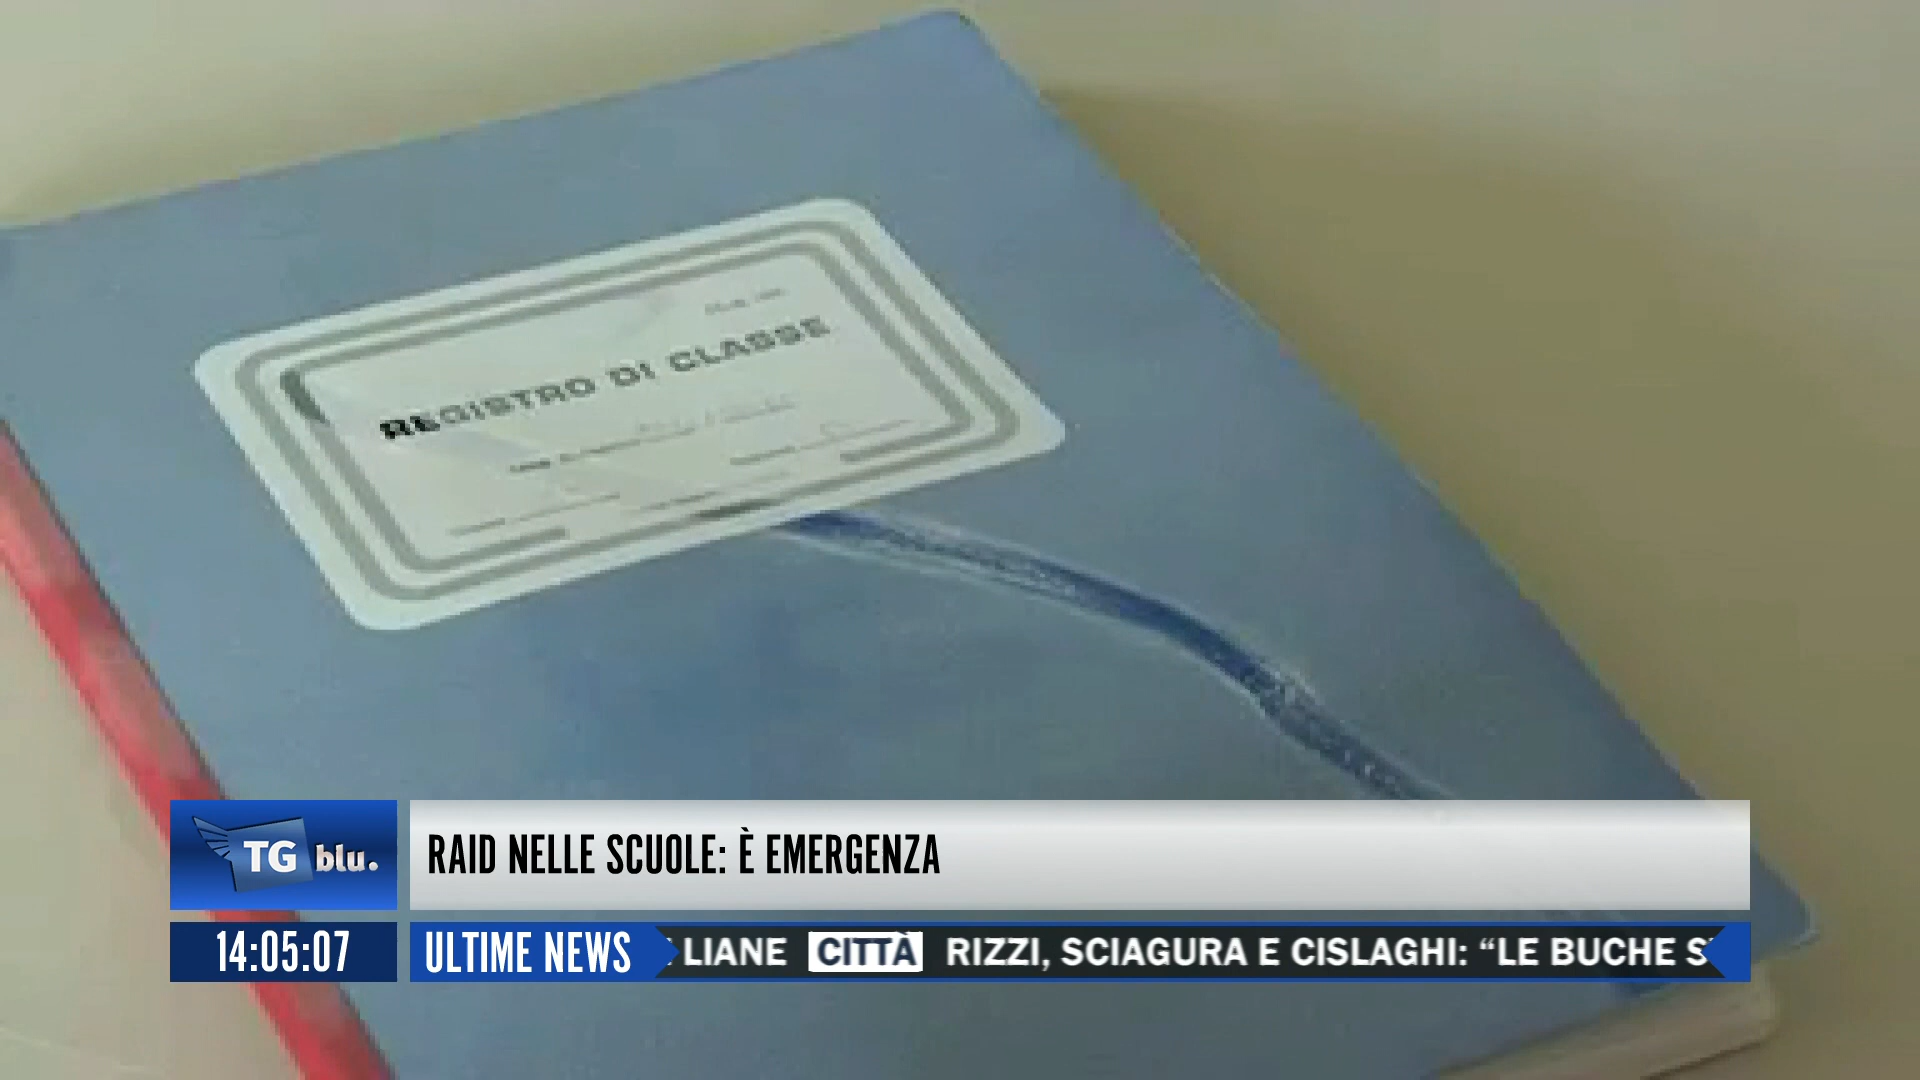 REGISTRO DI CLASSE
TG blu.
RAID NELLE SCUOLE: È EMERGENZA
14:05:07
ULTIME NEWS
LIANE CITTÀ RIZZI, SCIAGURA E CISLAGHI: “LE BUCHE